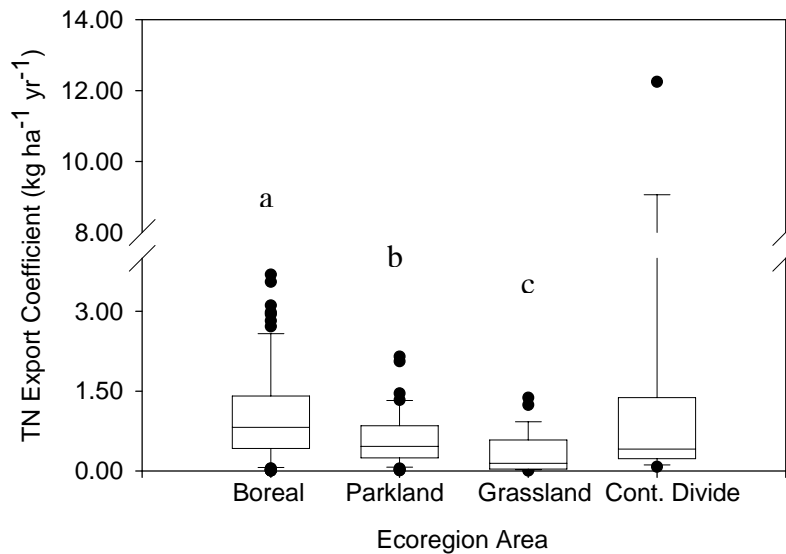 14.00
12.00
10.00
8.00
3.00
1.50
0.00
TN Export Coefficient (kg ha⁻¹ yr⁻¹)
a
b
c
Boreal Parkland Grassland Cont. Divide
Ecoregion Area